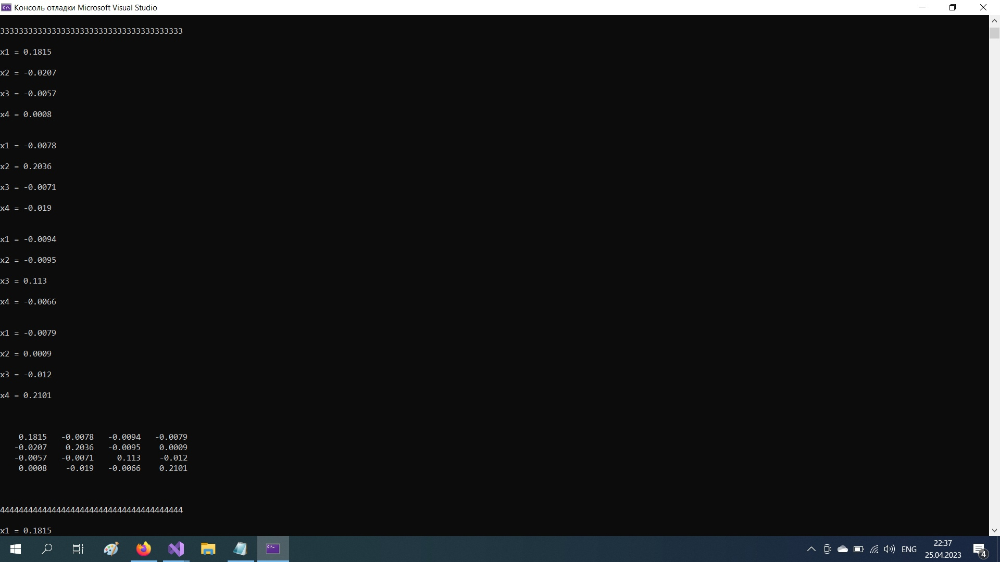 Консоль отладки Microsoft Visual Studio
333333333333333333333333333333333333333
x1 = 0.1815
x2 = -0.0207
x3 = -0.0057
x4 = 0.0008
x1 = -0.0078
x2 = 0.2036
x3 = -0.0071
x4 = -0.019
x1 = -0.0094
x2 = -0.0095
x3 = 0.113
x4 = -0.0066
x1 = -0.0079
x2 = 0.0009
x3 = -0.012
x4 = 0.2101
0.1815 -0.0078 -0.0094 -0.0079
-0.0207 0.2036 -0.0095 0.0009
-0.0057 -0.0071 0.113 -0.012
0.0008 -0.019 -0.0066 0.2101
444444444444444444444444444444444444444
x1 = 0.1815
ENG
22:37
25.04.2023
4